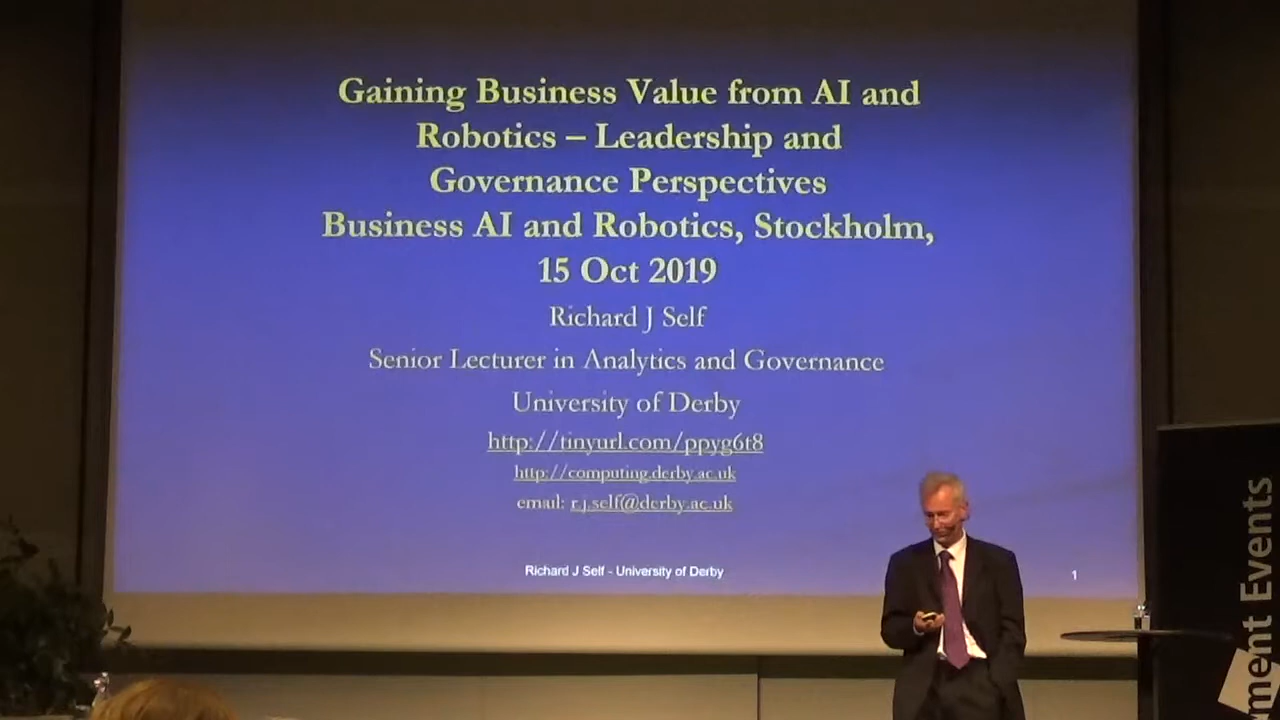 Gaining Business Value from AI and
Robotics – Leadership and
Governance Perspectives
Business AI and Robotics, Stockholm,
15 Oct 2019
Richard J Self
Senior Lecturer in Analytics and Governance
University of Derby
http://tinyurl.com/ppyg6t8
http://computing.derby.ac.uk
email: r.j.self@derby.ac.uk
Richard J Self - University of Derby
1
Events